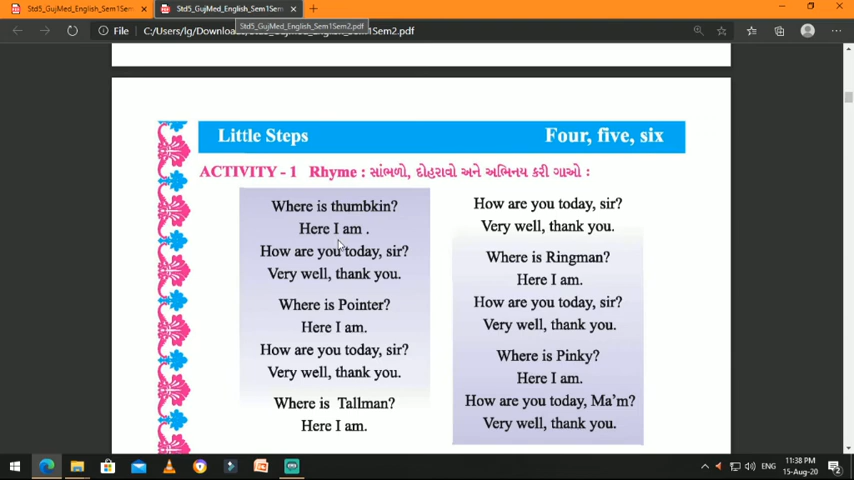 Std5_GujMed_English_Sem1Sem2.pdf
Std5_GujMed_English_Sem1Sem2.pdf
File
C:/Users/lg/Downloads/Std5_GujMed_English_Sem1Sem2.pdf
Little Steps
Four, five, six
ACTIVITY - 1 Rhyme : સાંભળો, દોહરાવો અને અભિનય કરી ગાઓ :
Where is thumbkin?
Here I am .
How are you today, sir?
Very well, thank you.
Where is Pointer?
Here I am.
How are you today, sir?
Very well, thank you.
Where is Tallman?
Here I am.
How are you today, sir?
Very well, thank you.
Where is Ringman?
Here I am.
How are you today, sir?
Very well, thank you.
Where is Pinky?
Here I am.
How are you today, Ma'm?
Very well, thank you.
ENG
11:38 PM
15-Aug-20
2